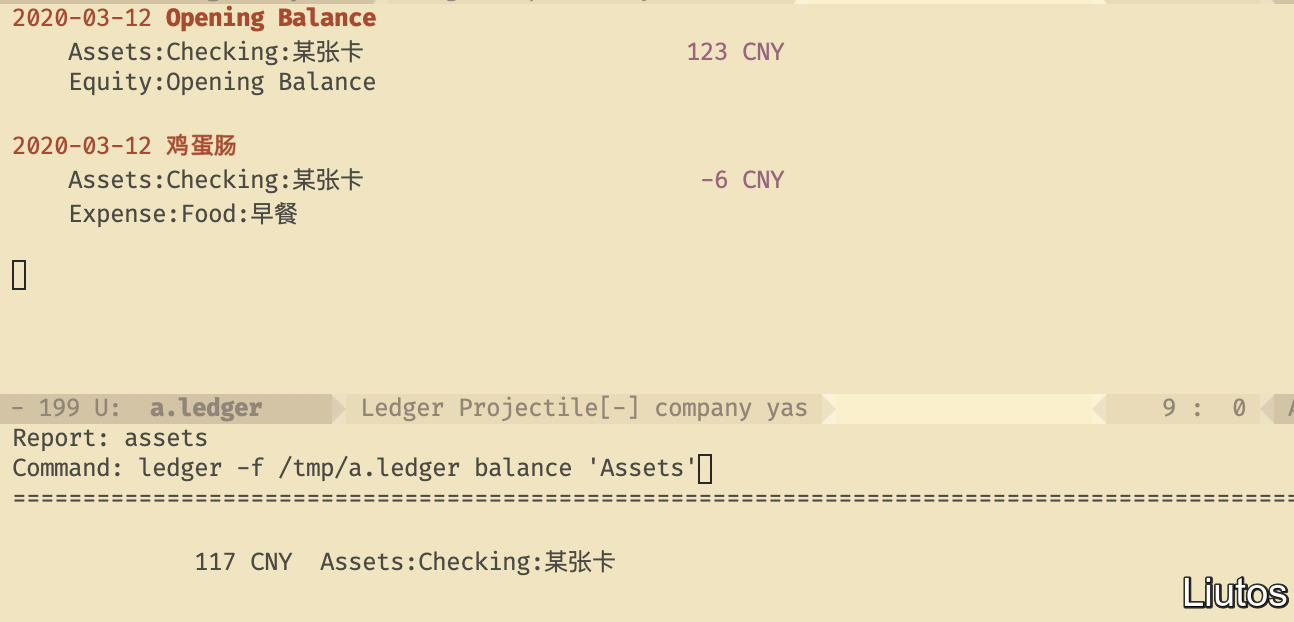 2020-03-12 Opening Balance
Assets:Checking:某张卡 123 CNY
Equity:Opening Balance
2020-03-12 鸡蛋肠
Assets:Checking:某张卡 -6 CNY
Expense:Food:早餐
- 199 U: a.ledger Ledger Projectile[-] company yas 9 : 0
Report: assets
Command: ledger -f /tmp/a.ledger balance 'Assets'
================================================================================
117 CNY Assets:Checking:某张卡
Liutos